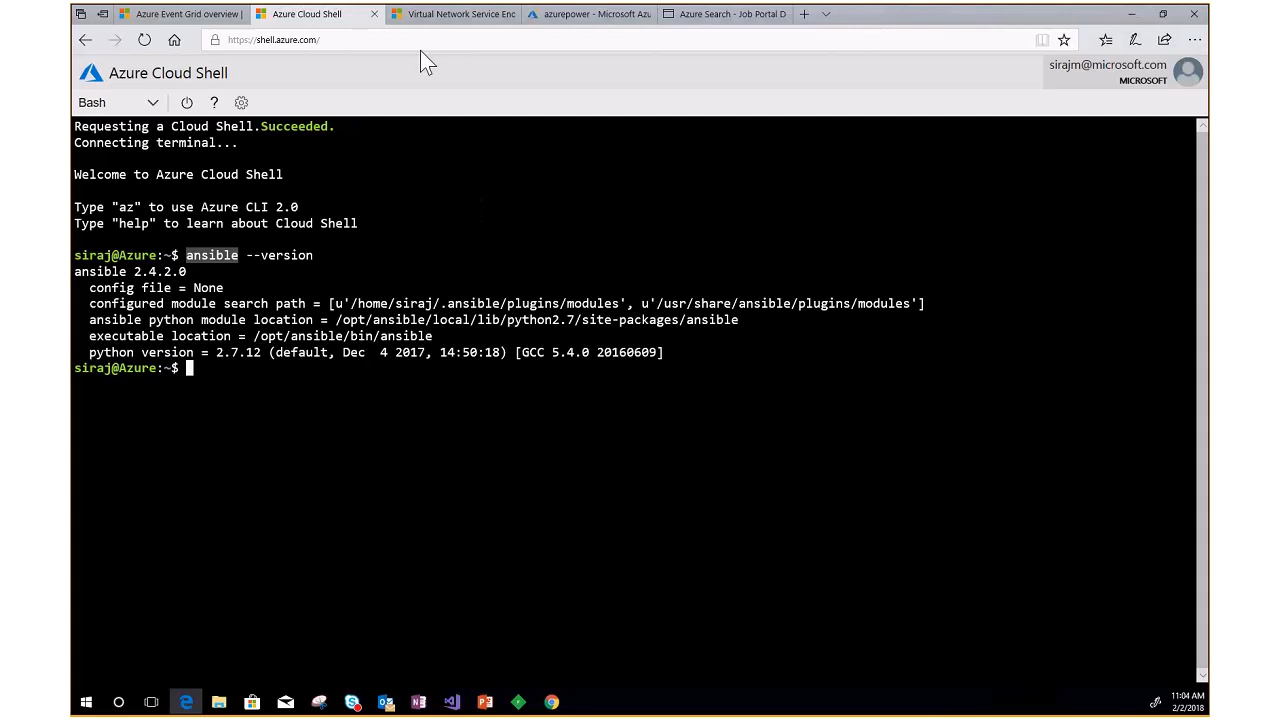 Azure Event Grid overview |
Azure Cloud Shell
Virtual Network Service Enc
azurepower - Microsoft Azu
Azure Search - Job Portal D
https://shell.azure.com/
Azure Cloud Shell
sirajm@microsoft.com
MICROSOFT
Bash
?
Requesting a Cloud Shell.Succeeded.
Connecting terminal...
Welcome to Azure Cloud Shell
Type "az" to use Azure CLI 2.0
Type "help" to learn about Cloud Shell
siraj@Azure:~$ ansible --version
ansible 2.4.2.0
config file = None
configured module search path = [u'/home/siraj/.ansible/plugins/modules', u'/usr/share/ansible/plugins/modules']
ansible python module location = /opt/ansible/local/lib/python2.7/site-packages/ansible
executable location = /opt/ansible/bin/ansible
python version = 2.7.12 (default, Dec  4 2017, 14:50:18) [GCC 5.4.0 20160609]
siraj@Azure:~$
11:04 AM
2/2/2018